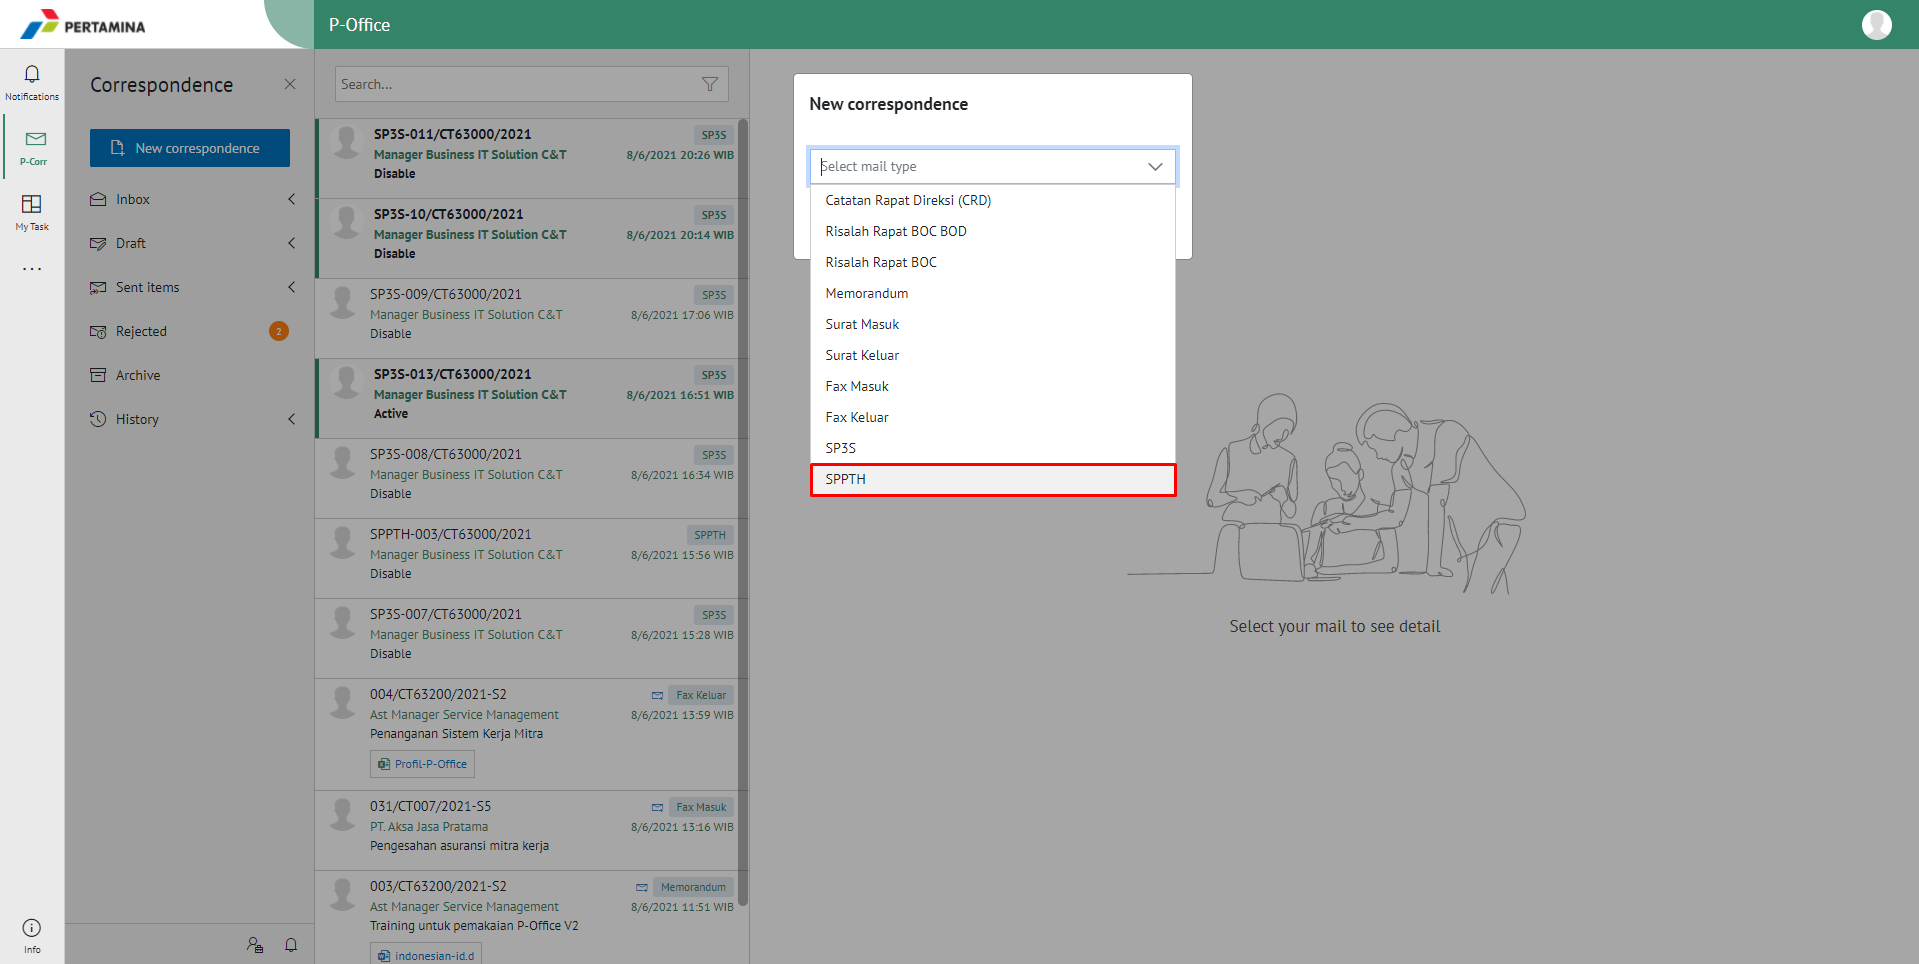 PERTAMINA
P-Office
Notifications
P-Corr
My Task
Info
Correspondence
New correspondence
Inbox
Draft
Sent items
Rejected
2
Archive
History
Search...
SP3S-011/CT63000/2021 SP3S
Manager Business IT Solution C&T 8/6/2021 20:26 WIB
Disable
SP3S-10/CT63000/2021 SP3S
Manager Business IT Solution C&T 8/6/2021 20:14 WIB
Disable
SP3S-009/CT63000/2021 SP3S
Manager Business IT Solution C&T 8/6/2021 17:06 WIB
Disable
SP3S-013/CT63000/2021 SP3S
Manager Business IT Solution C&T 8/6/2021 16:51 WIB
Active
SP3S-008/CT63000/2021 SP3S
Manager Business IT Solution C&T 8/6/2021 16:34 WIB
Disable
SPPTH-003/CT63000/2021 SPPTH
Manager Business IT Solution C&T 8/6/2021 15:56 WIB
Disable
SP3S-007/CT63000/2021 SP3S
Manager Business IT Solution C&T 8/6/2021 15:28 WIB
Disable
004/CT63200/2021-S2 Fax Keluar
Ast Manager Service Management 8/6/2021 13:59 WIB
Penanganan Sistem Kerja Mitra
Profil-P-Office
031/CT007/2021-S5 Fax Masuk
PT. Aksa Jasa Pratama 8/6/2021 13:16 WIB
Pengesahan asuransi mitra kerja
003/CT63200/2021-S2 Memorandum
Ast Manager Service Management 8/6/2021 11:51 WIB
Training untuk pemakaian P-Office V2
indonesian-id.d
New correspondence
Select mail type
Catatan Rapat Direksi (CRD)
Risalah Rapat BOC BOD
Risalah Rapat BOC
Memorandum
Surat Masuk
Surat Keluar
Fax Masuk
Fax Keluar
SP3S
SPPTH
Select your mail to see detail